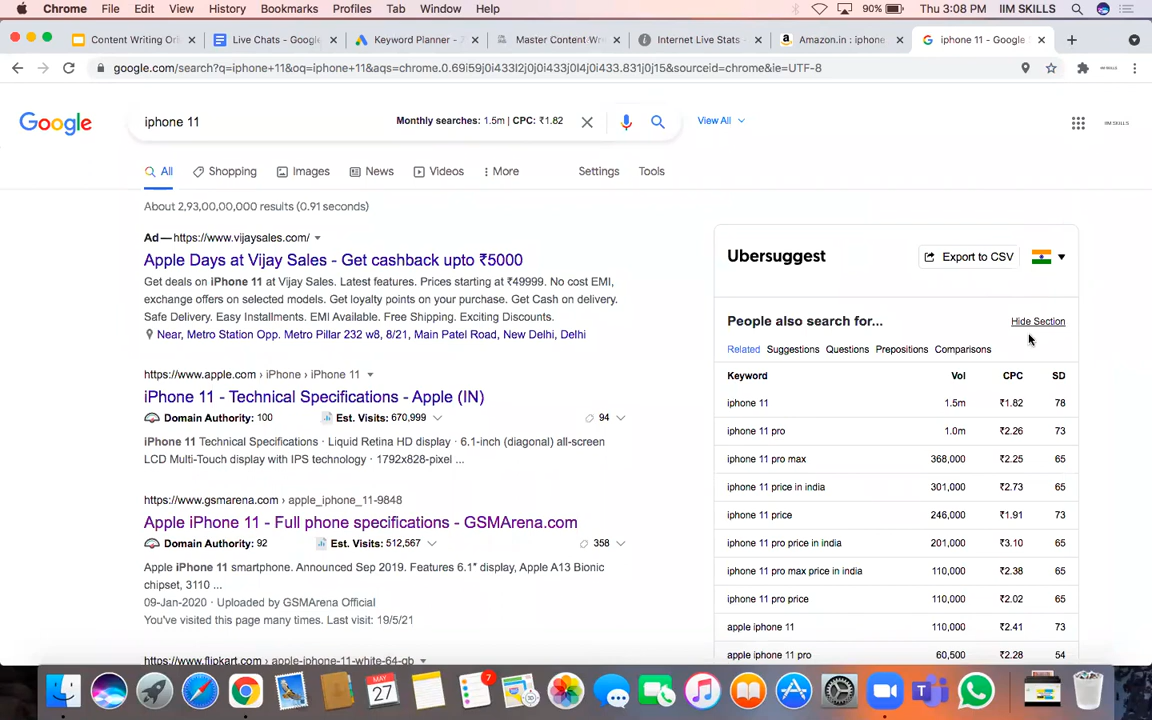 Chrome File Edit View History Bookmarks Profiles Tab Window Help 90% Thu 3:08 PM IIM SKILLS
Content Writing Ori Live Chats - Google Keyword Planner - Master Content Wr Internet Live Stats - Amazon.in : iphone iphone 11 - Google
google.com/search?q=iphone+11&oq=iphone+11&aqs=chrome.0.69i59j0i433l2j0j0i433j0l4j0i433.831j0j15&sourceid=chrome&ie=UTF-8
Google
iphone 11
Monthly searches: 1.5m | CPC: ₹1.82
View All
IIM SKILLS
All Shopping Images News Videos More Settings Tools
About 2,93,00,00,000 results (0.91 seconds)
Ad — https://www.vijaysales.com/
Apple Days at Vijay Sales - Get cashback upto ₹5000
Get deals on iPhone 11 at Vijay Sales. Latest features. Prices starting at ₹49999. No cost EMI,
exchange offers on selected models. Get loyalty points on your purchase. Get Cash on delivery.
Safe Delivery. Easy Installments. EMI Available. Free Shipping. Exciting Discounts.
Near, Metro Station Opp. Metro Pillar 232 w8, 8/21, Main Patel Road, New Delhi, Delhi
https://www.apple.com › iPhone › iPhone 11
iPhone 11 - Technical Specifications - Apple (IN)
Domain Authority: 100 Est. Visits: 670,999 94
iPhone 11 Technical Specifications · Liquid Retina HD display · 6.1-inch (diagonal) all-screen
LCD Multi-Touch display with IPS technology · 1792x828-pixel ...
https://www.gsmarena.com › apple_iphone_11-9848
Apple iPhone 11 - Full phone specifications - GSMArena.com
Domain Authority: 92 Est. Visits: 512,567 358
Apple iPhone 11 smartphone. Announced Sep 2019. Features 6.1″ display, Apple A13 Bionic
chipset, 3110 ...
09-Jan-2020 · Uploaded by GSMArena Official
You've visited this page many times. Last visit: 19/5/21
https://www.flipkart.com › apple-iphone-11-white-64-gb
Ubersuggest
Export to CSV
People also search for...
Hide Section
Related Suggestions Questions Prepositions Comparisons
Keyword Vol CPC SD
iphone 11 1.5m ₹1.82 78
iphone 11 pro 1.0m ₹2.26 73
iphone 11 pro max 368,000 ₹2.25 65
iphone 11 price in india 301,000 ₹2.73 65
iphone 11 price 246,000 ₹1.91 65
iphone 11 pro price in india 201,000 ₹3.10 65
iphone 11 pro max price in india 110,000 ₹2.38 65
iphone 11 pro price 110,000 ₹2.02 65
apple iphone 11 110,000 ₹2.41 73
apple iphone 11 pro 60,500 ₹2.28 54
MAY
27
7